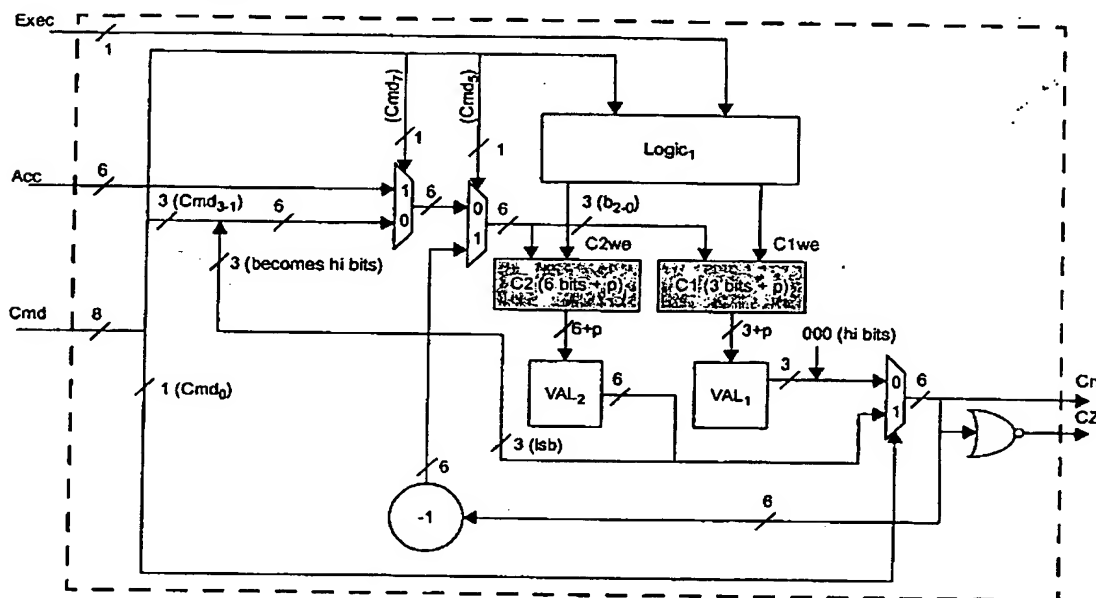 Exec
1
(Cmd7)
(Cmd5)
1
1
Logic1
Acc
6
1
0
6
0
1
6
3 (b2-0)
3 (Cmd3-1)
6
C2we
C1we
3 (becomes hi bits)
C2 (6 bits + p)
C1 (3 bits + p)
Cmd
8
6+p
3+p
000 (hi bits)
1 (Cmd0)
VAL2
6
VAL1
3
0
1
6
3 (lsb)
6
-1
6